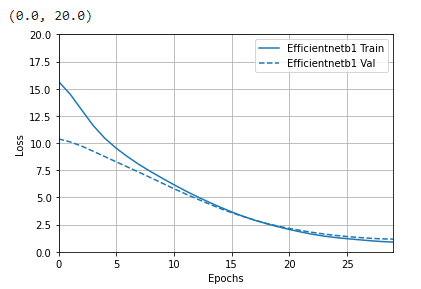 (0.0, 20.0)
20.0
17.5
15.0
12.5
10.0
7.5
5.0
2.5
0.0
Loss
Efficientnetb1 Train
Efficientnetb1 Val
0 5 10 15 20 25
Epochs